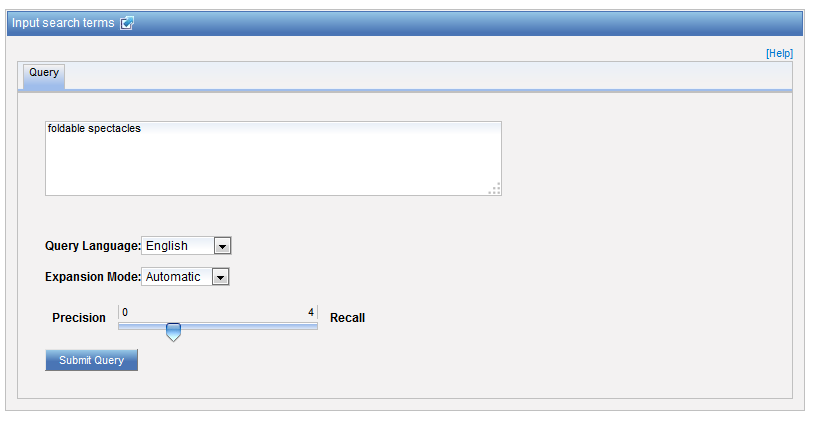 Input search terms
[Help]
Query
foldable spectacles
Query Language: English
Expansion Mode: Automatic
0 4
Precision Recall
Submit Query